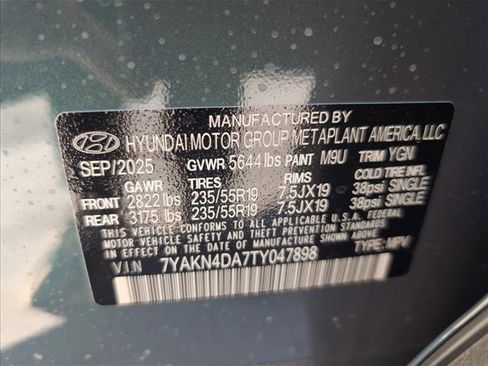 MANUFACTURED BY
HYUNDAI MOTOR GROUP METAPLANT AMERICA, LLC
SEP/2025 GVWR 5644 lbs PAINT M9U TRIM YGN
GAWR TIRES RIMS COLD TIRE INFL
FRONT 2822 lbs 235/55R19 7.5JX19 38psi SINGLE
REAR 3175 lbs 235/55R19 7.5JX19 38psi SINGLE
THIS VEHICLE CONFORMS TO ALL APPLICABLE U.S. FEDERAL MOTOR
VEHICLE SAFETY STANDARDS IN EFFECT ON THE DATE OF
MANUFACTURE SHOWN ABOVE.
VIN 7YAKN4DA7TY047898 TYPE: MPV